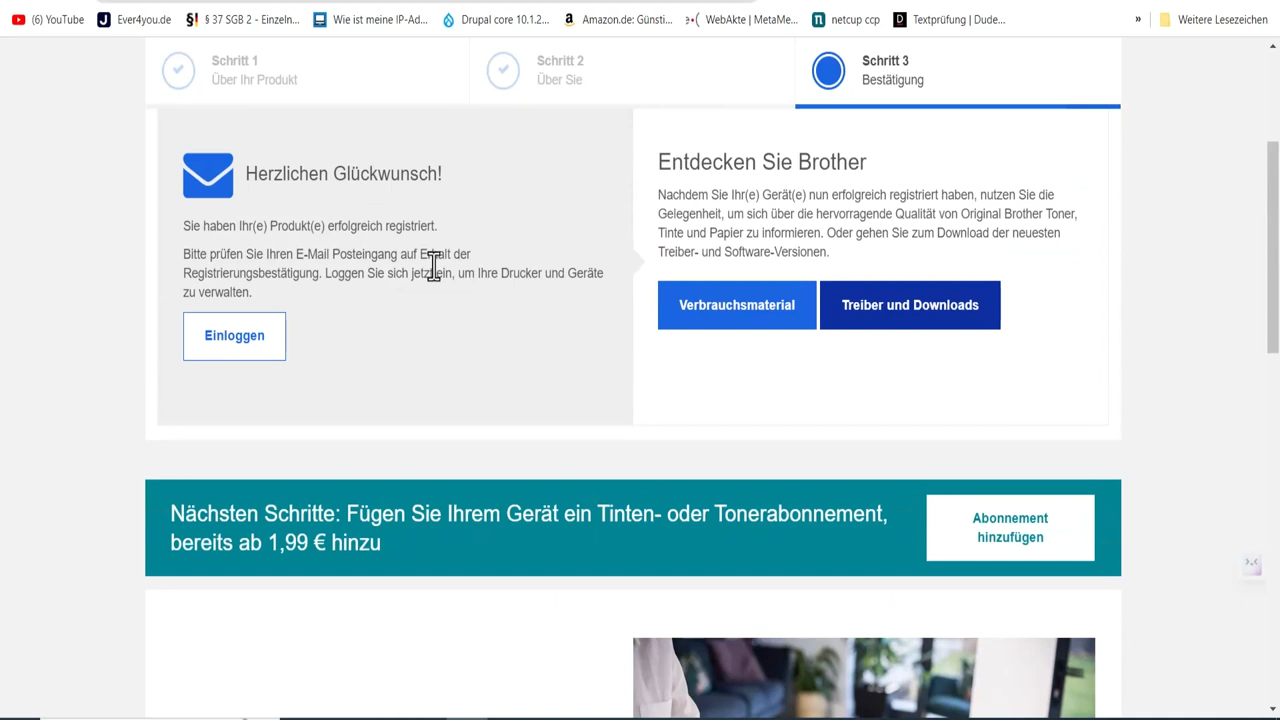 (6) YouTube
Ever4you.de
§ 37 SGB 2 - Einzeln...
Wie ist meine IP-Ad...
Drupal core 10.1.2...
Amazon.de: Günsti...
WebAkte | MetaMe...
netcup ccp
Textprüfung | Dude...
»
Weitere Lesezeichen
Schritt 1
Über Ihr Produkt
Schritt 2
Über Sie
Schritt 3
Bestätigung
Herzlichen Glückwunsch!
Sie haben Ihr(e) Produkt(e) erfolgreich registriert.
Bitte prüfen Sie Ihren E-Mail Posteingang auf Erhalt der
Registrierungsbestätigung. Loggen Sie sich jetzt ein, um Ihre Drucker und Geräte
zu verwalten.
Einloggen
Entdecken Sie Brother
Nachdem Sie Ihr(e) Gerät(e) nun erfolgreich registriert haben, nutzen Sie die
Gelegenheit, um sich über die hervorragende Qualität von Original Brother Toner,
Tinte und Papier zu informieren. Oder gehen Sie zum Download der neuesten
Treiber- und Software-Versionen.
Verbrauchsmaterial
Treiber und Downloads
Nächsten Schritte: Fügen Sie Ihrem Gerät ein Tinten- oder Tonerabonnement,
bereits ab 1,99 € hinzu
Abonnement
hinzufügen